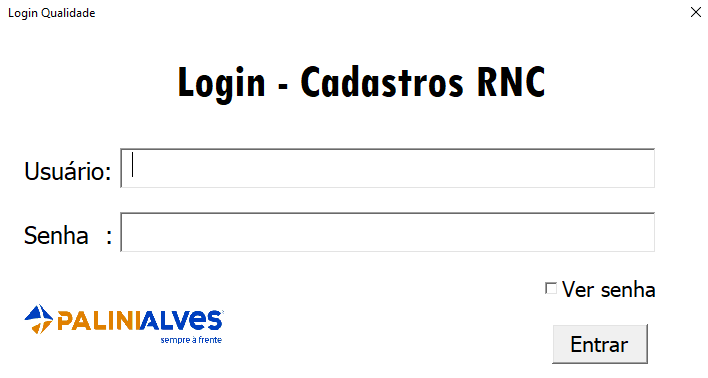 Login Qualidade
Login - Cadastros RNC
Usuário:
Senha :
Ver senha
PALINIALVES
sempre à frente
Entrar